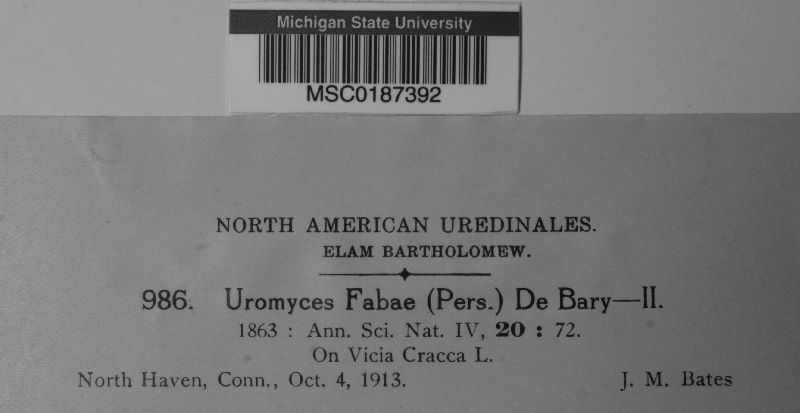 Michigan State University
MSC0187392
NORTH AMERICAN UREDINALES.
ELAM BARTHOLOMEW.
986. Uromyces Fabae (Pers.) De Bary—II.
1863 : Ann. Sci. Nat. IV, 20 : 72.
On Vicia Cracca L.
North Haven, Conn., Oct. 4, 1913. J. M. Bates